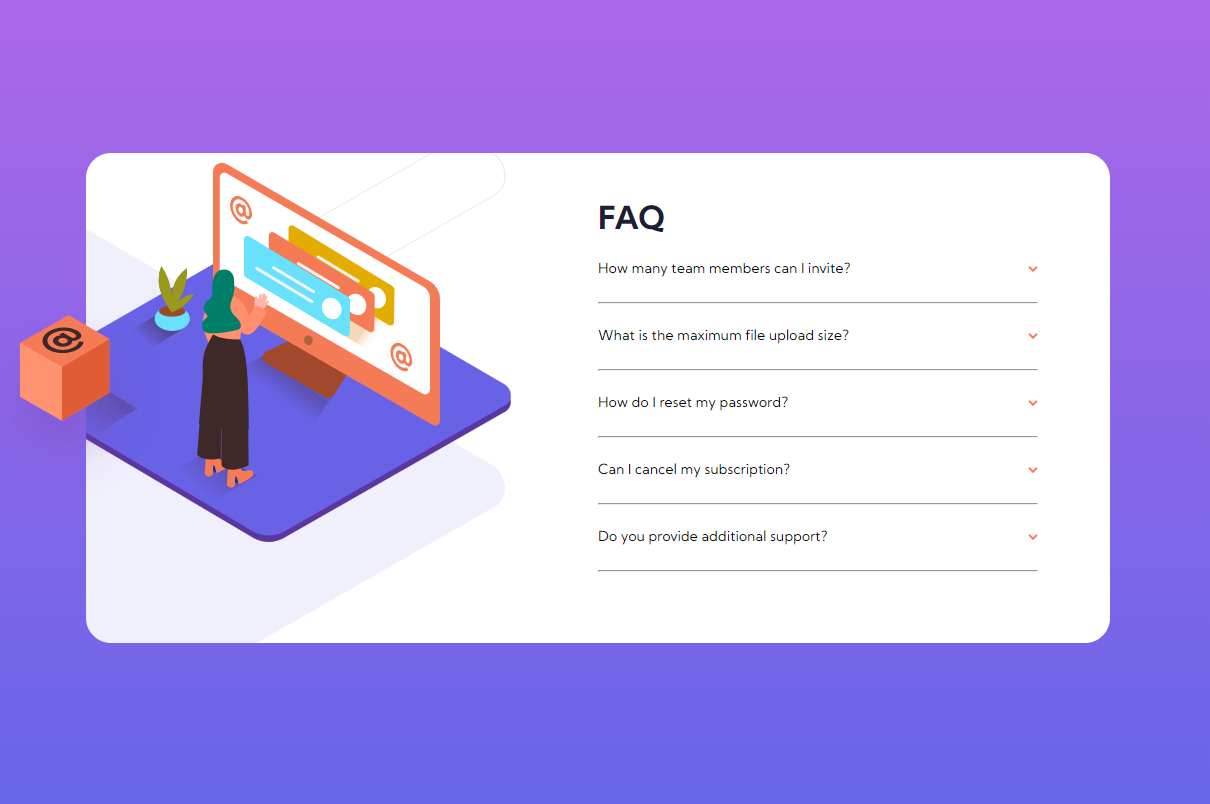 @
@
@
FAQ
How many team members can I invite?
What is the maximum file upload size?
How do I reset my password?
Can I cancel my subscription?
Do you provide additional support?